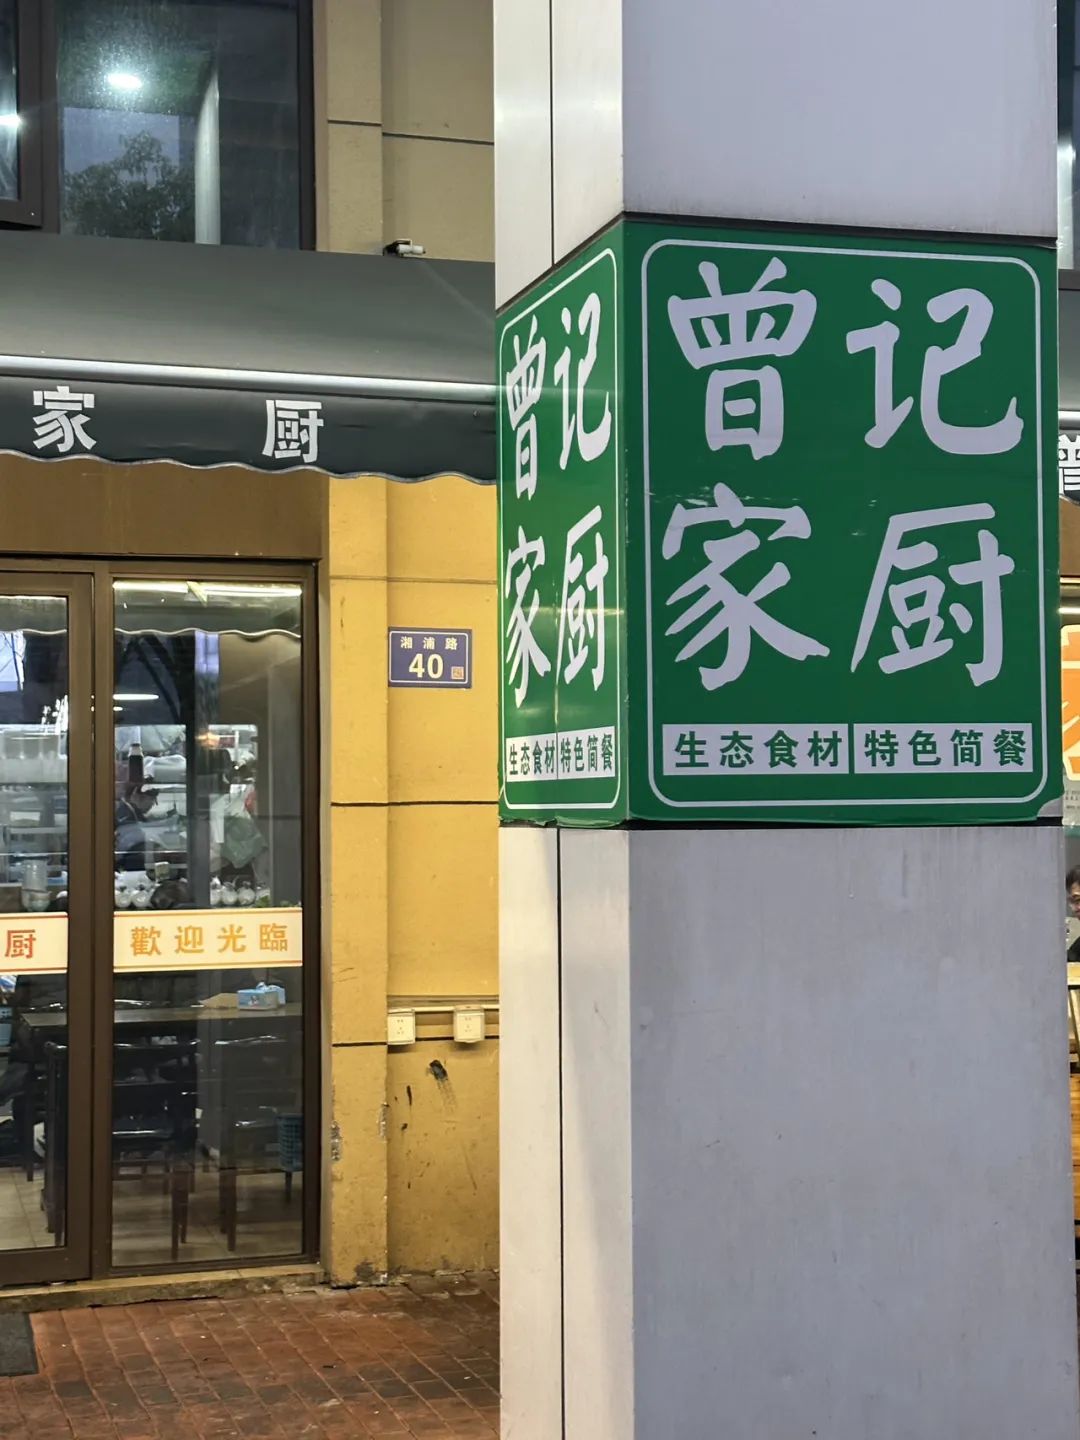 家 厨
湘浦路
40
厨
歡迎光臨
曾记
家厨
生态食材 特色简餐
曾记
家厨
生态食材 特色简餐
曾